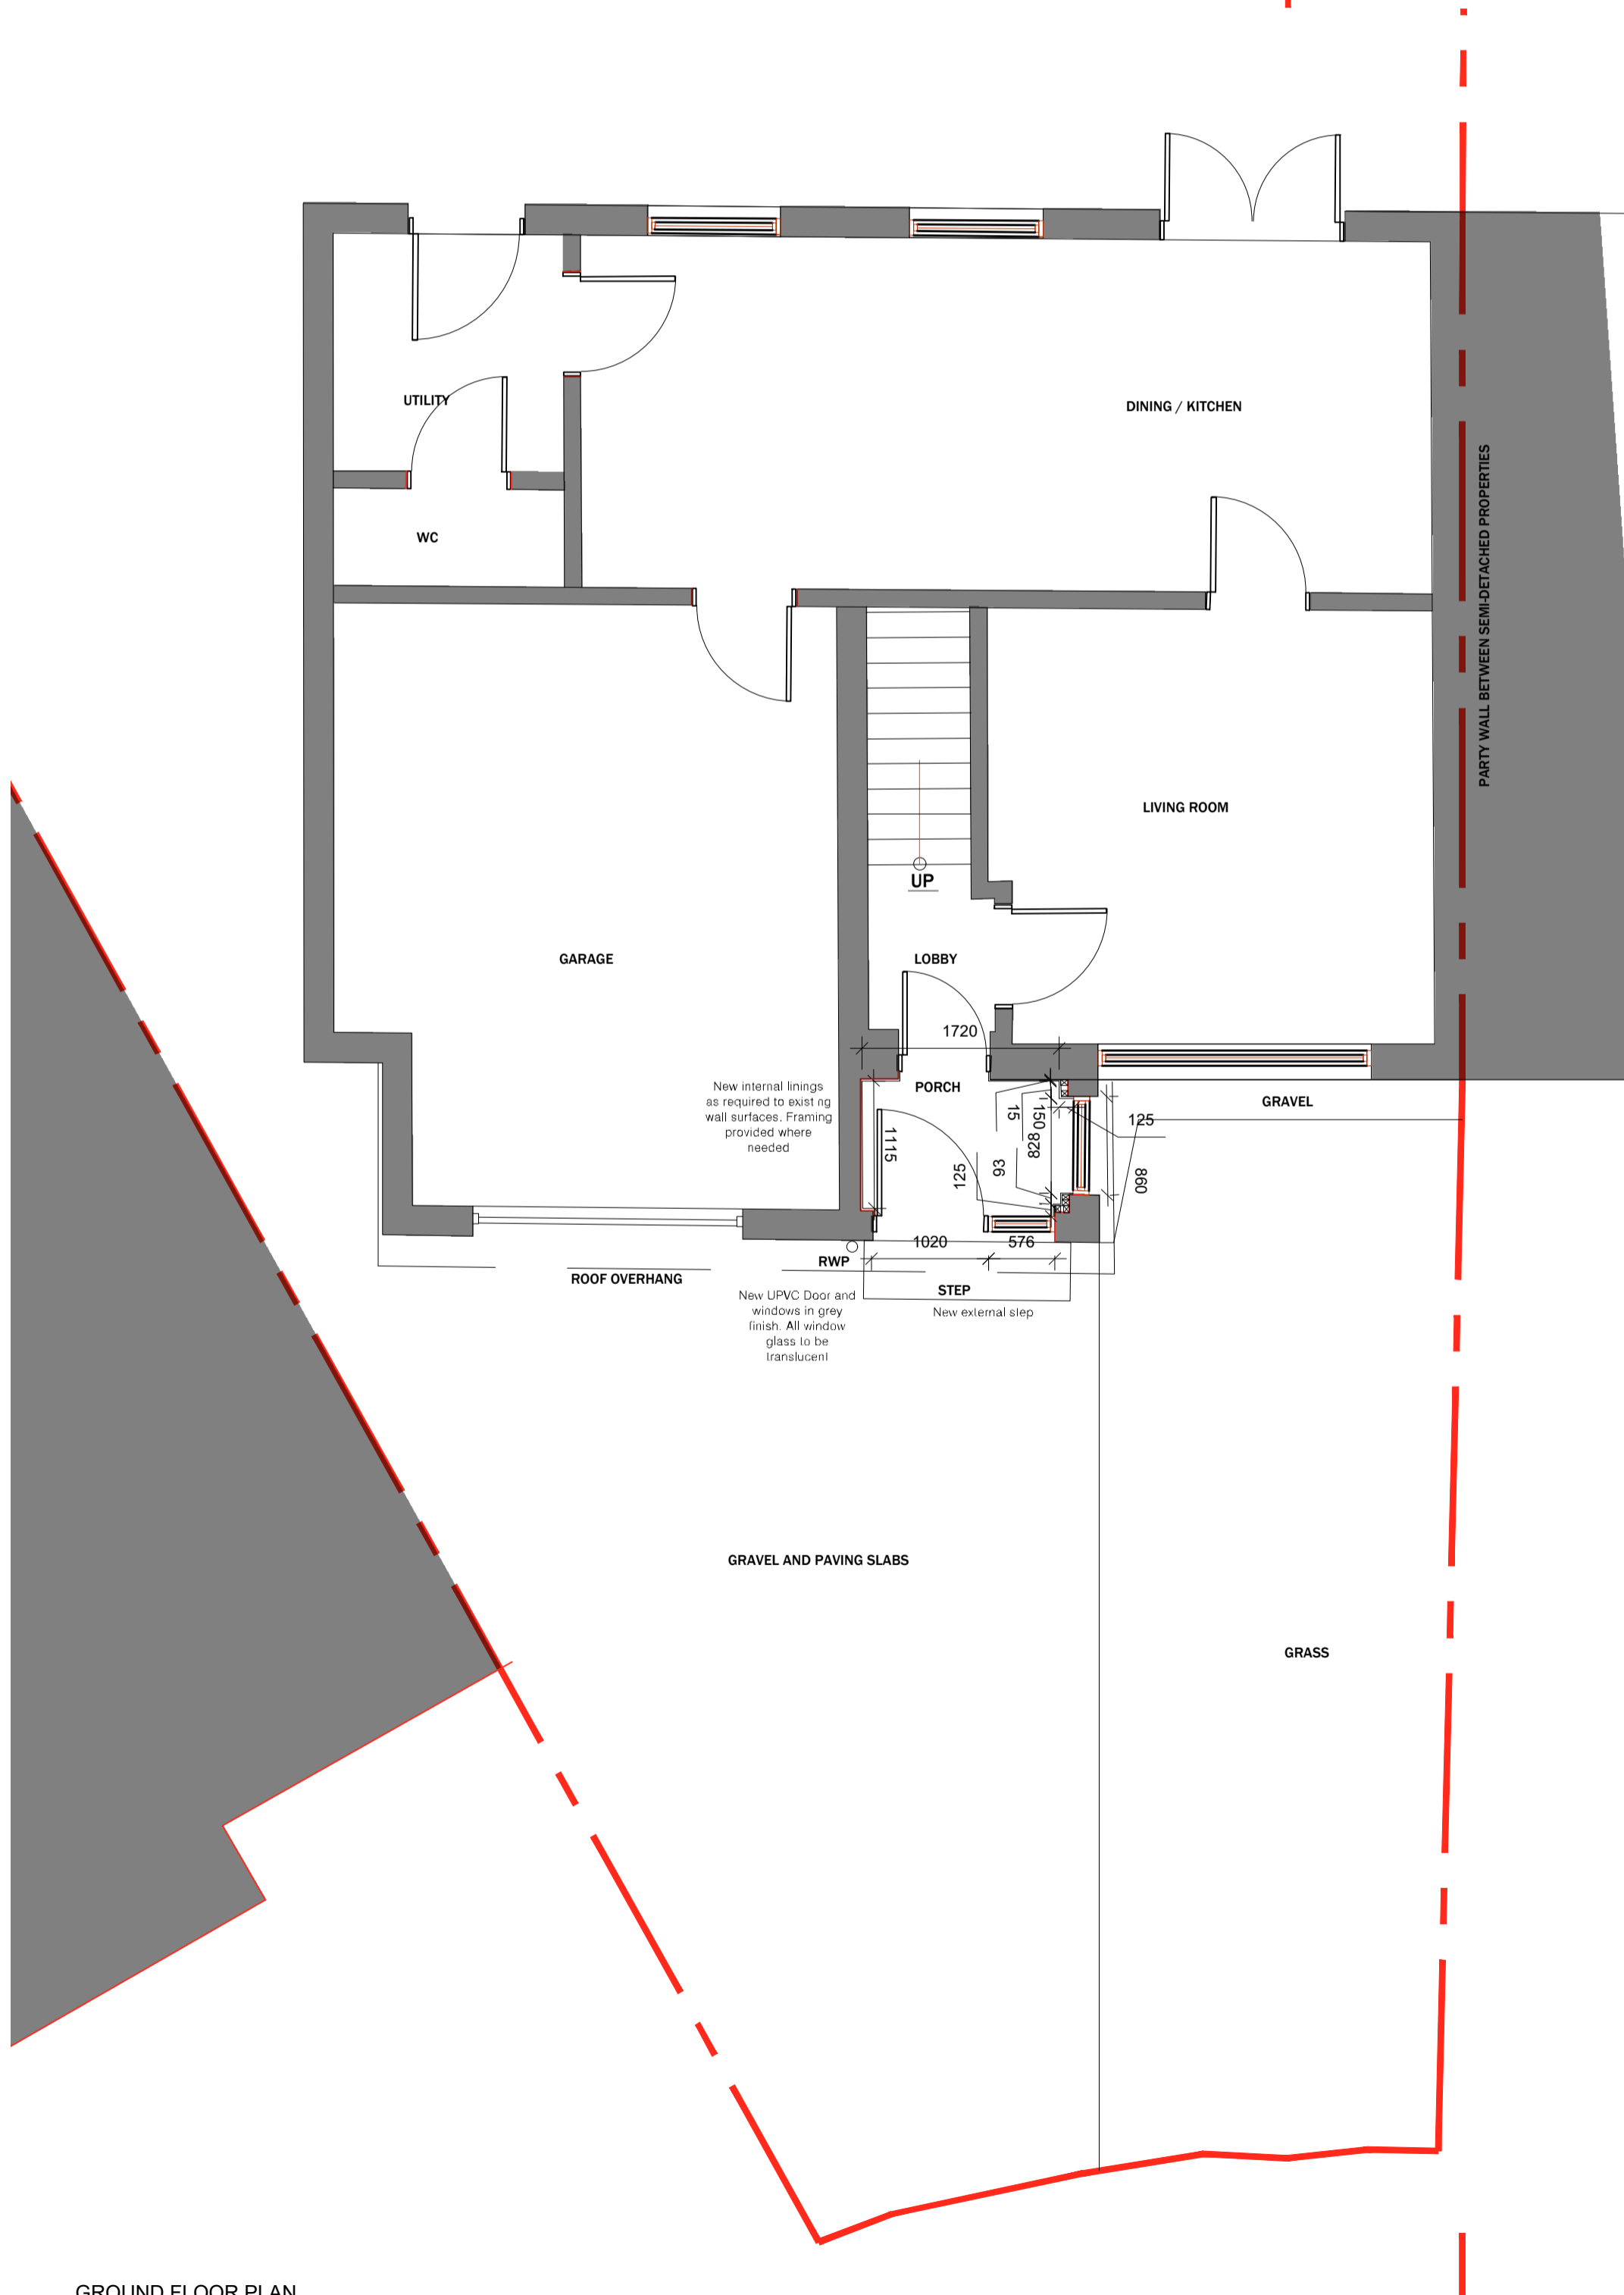 UTILITY
DINING / KITCHEN
WC
PARTY WALL BETWEEN SEMI-DETACHED PROPERTIES
LIVING ROOM
UP
GARAGE
LOBBY
1720
New internal linings
as required to existing
wall surfaces. Framing
provided where
needed
PORCH
GRAVEL
15
150
125
1115
828
93
125
860
1020
576
RWP
ROOF OVERHANG
STEP
New UPVC Door and
windows in grey
finish. All window
glass to be
translucent
New external step
GRAVEL AND PAVING SLABS
GRASS
GROUND FLOOR PLAN